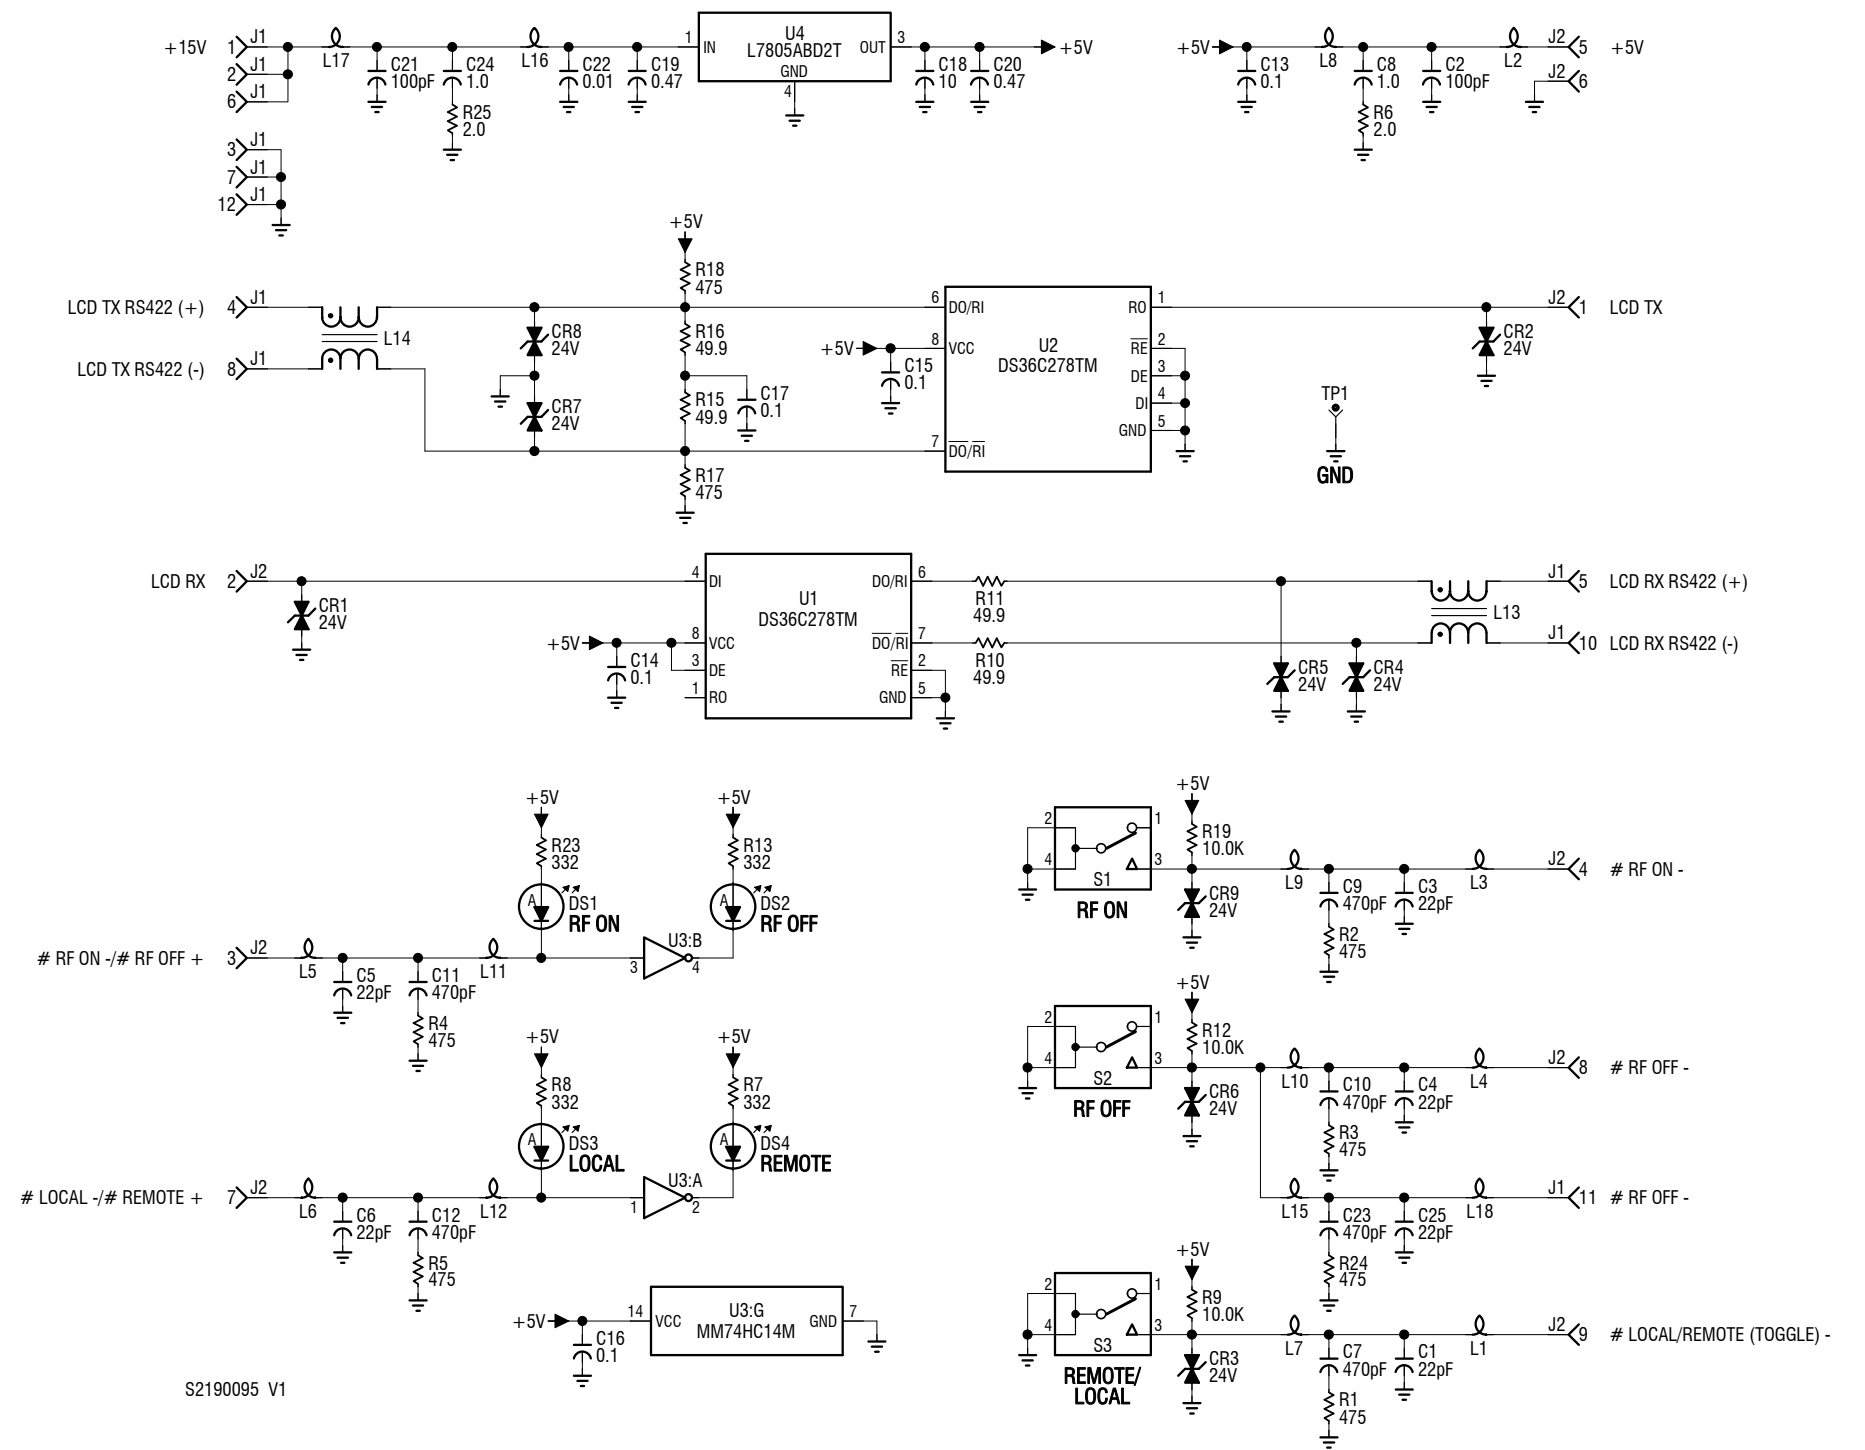 +15V 1 J1 L17 C21 100pF C24 1.0 L16 C22 0.01 C19 0.47 1 IN U4 L7805ABD2T OUT 3 GND 4 C18 10 C20 0.47 +5V
2 J1
6 J1
R25 2.0
+5V C13 0.1 L8 C8 1.0 C2 100pF L2 J2 5 +5V
J2 6
R6 2.0
3 J1
7 J1
12 J1
+5V
R18 475
LCD TX RS422 (+) 4 J1
L14
LCD TX RS422 (-) 8 J1
CR8 24V
CR7 24V
R16 49.9
R15 49.9
C17 0.1
R17 475
+5V
C15 0.1
6 DO/RI
8 VCC
7 DO/RI
U2
DS36C278TM
RO 1
RE 2
DE 3
DI 4
GND 5
J2 1 LCD TX
CR2 24V
TP1
GND
LCD RX 2 J2
CR1 24V
+5V
C14 0.1
4 DI
8 VCC
3 DE
1 RO
U1
DS36C278TM
DO/RI 6
DO/RI 7
RE 2
GND 5
R11 49.9
R10 49.9
CR5 24V
CR4 24V
L13
J1 5 LCD RX RS422 (+)
J1 10 LCD RX RS422 (-)
+5V
R23 332
A DS1
RF ON
+5V
R13 332
A DS2
RF OFF
# RF ON -/# RF OFF + 3 J2 L5 C5 22pF C11 470pF L11 3 U3:B 4
R4 475
+5V
R8 332
A DS3
LOCAL
+5V
R7 332
A DS4
REMOTE
# LOCAL -/# REMOTE + 7 J2 L6 C6 22pF C12 470pF L12 1 U3:A 2
R5 475
+5V
C16 0.1
14 VCC U3:G MM74HC14M GND 7
+5V
R19 10.0K
2 1
4 3
S1
RF ON
CR9 24V
L9 C9 470pF C3 22pF L3 J2 4 # RF ON -
R2 475
+5V
R12 10.0K
2 1
4 3
S2
RF OFF
CR6 24V
L10 C10 470pF C4 22pF L4 J2 8 # RF OFF -
R3 475
L15 C23 470pF C25 22pF L18 J1 11 # RF OFF -
R24 475
+5V
R9 10.0K
2 1
4 3
S3
REMOTE/
LOCAL
CR3 24V
L7 C7 470pF C1 22pF L1 J2 9 # LOCAL/REMOTE (TOGGLE) -
R1 475
S2190095 V1